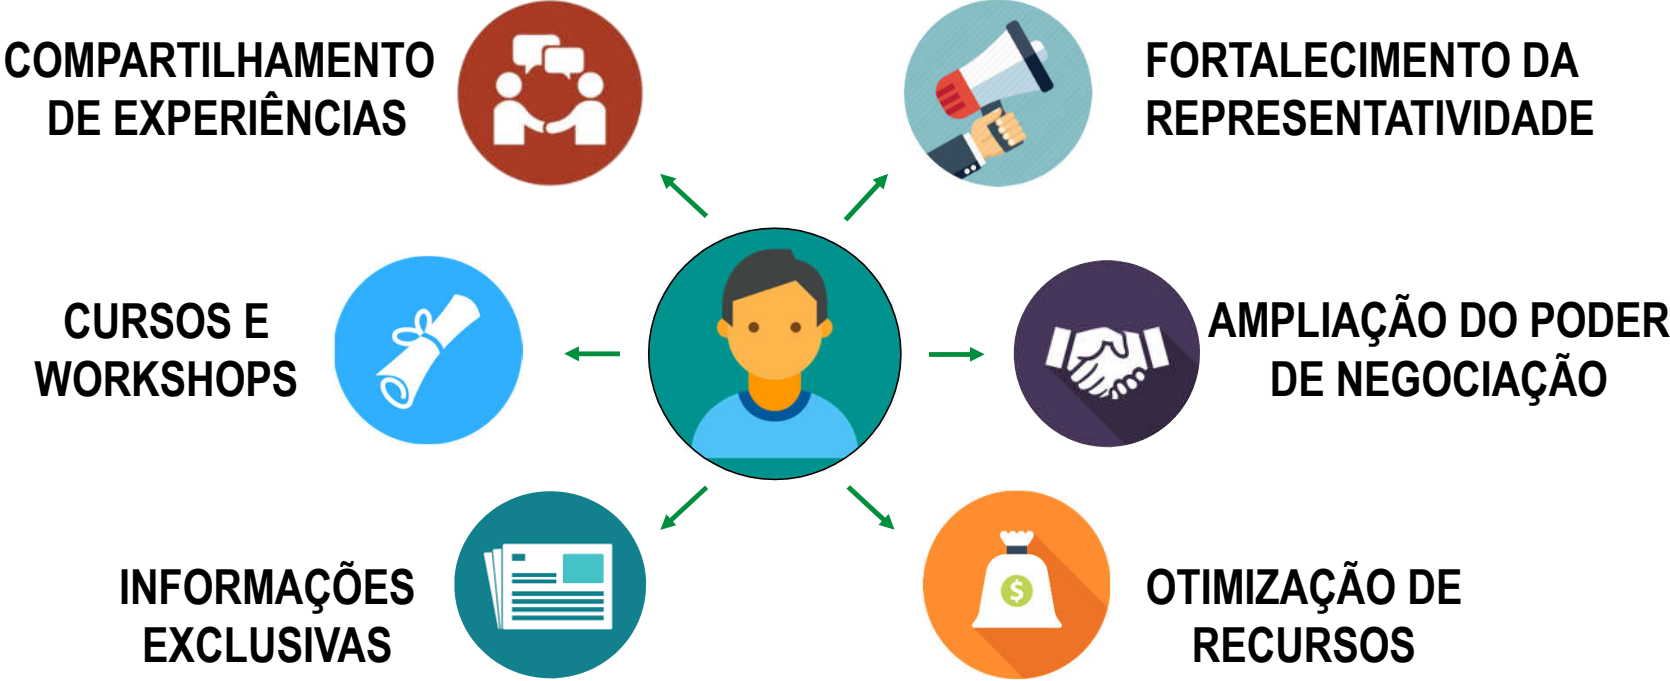 COMPARTILHAMENTO
DE EXPERIÊNCIAS
FORTALECIMENTO DA
REPRESENTATIVIDADE
CURSOS E
WORKSHOPS
AMPLIAÇÃO DO PODER
DE NEGOCIAÇÃO
INFORMAÇÕES
EXCLUSIVAS
$
OTIMIZAÇÃO DE
RECURSOS